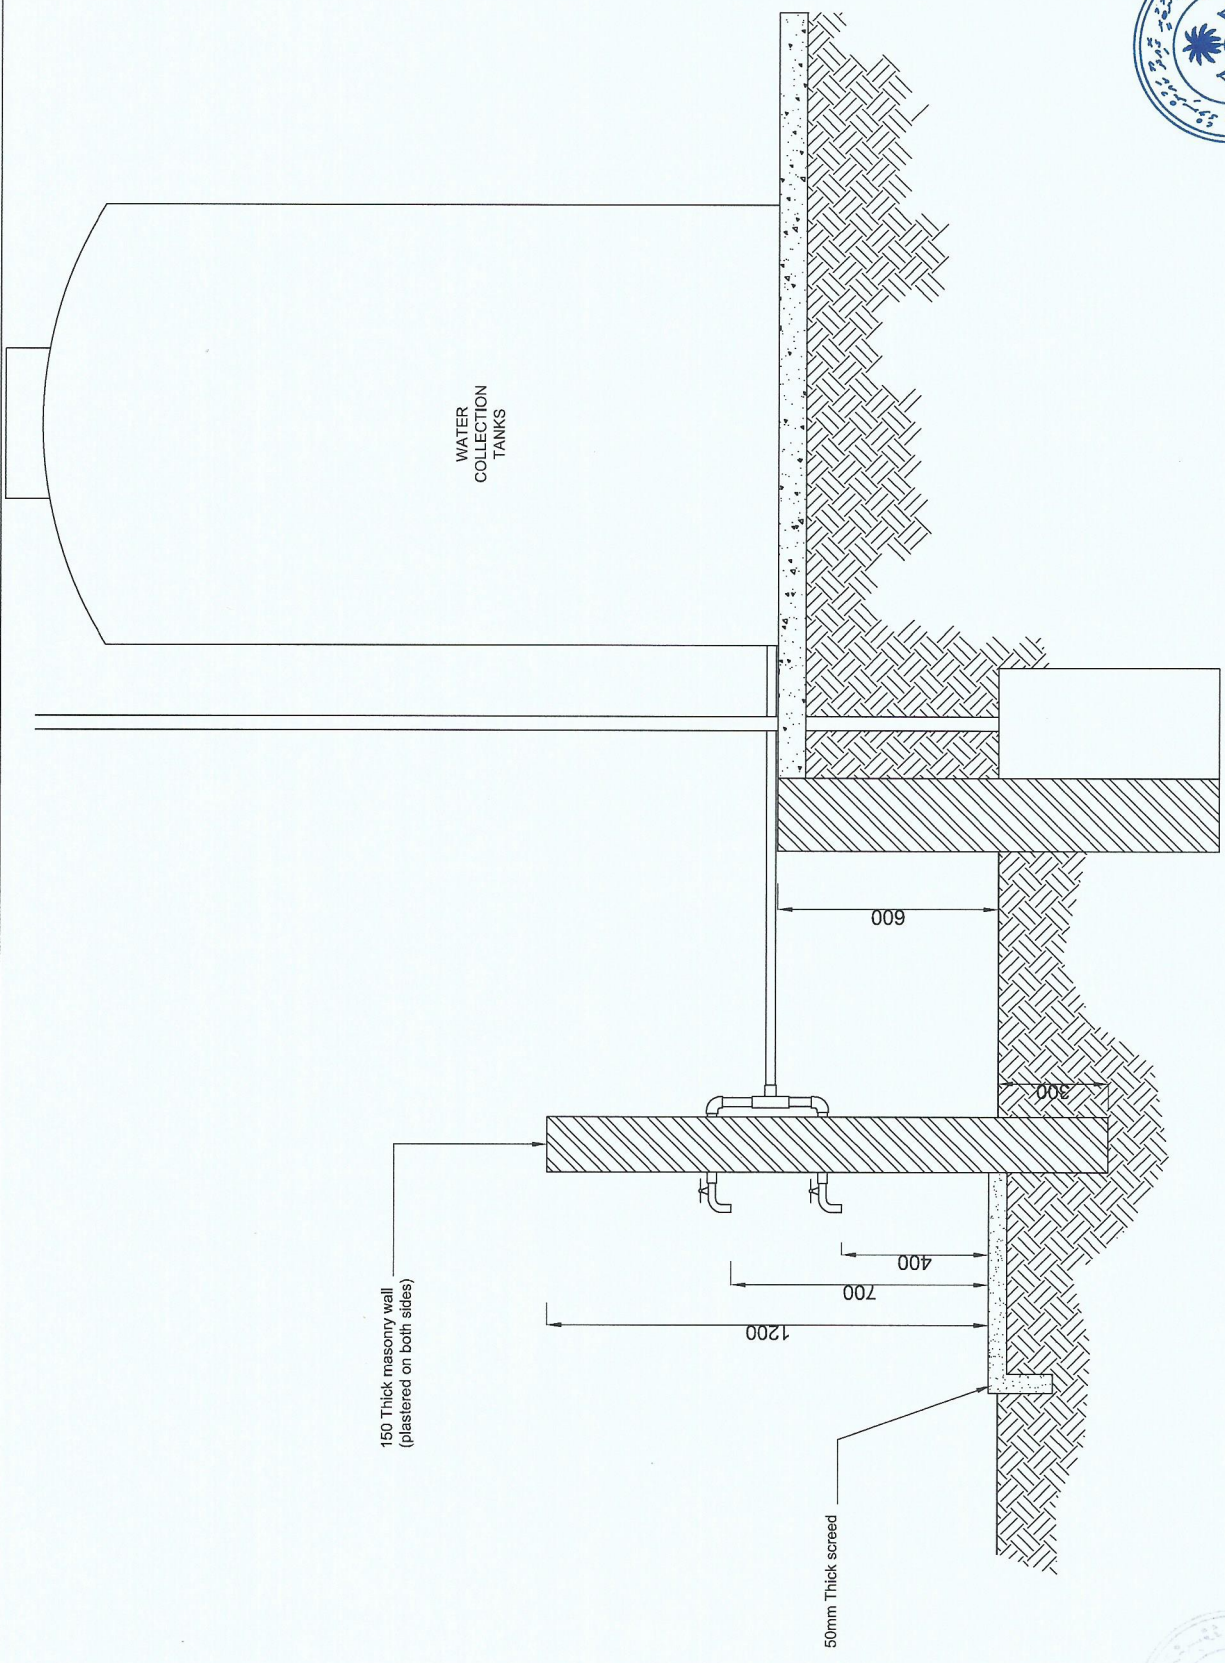 WATER
COLLECTION
TANKS
600
300
150 Thick masonry wall
(plastered on both sides)
400
700
1200
50mm Thick screed